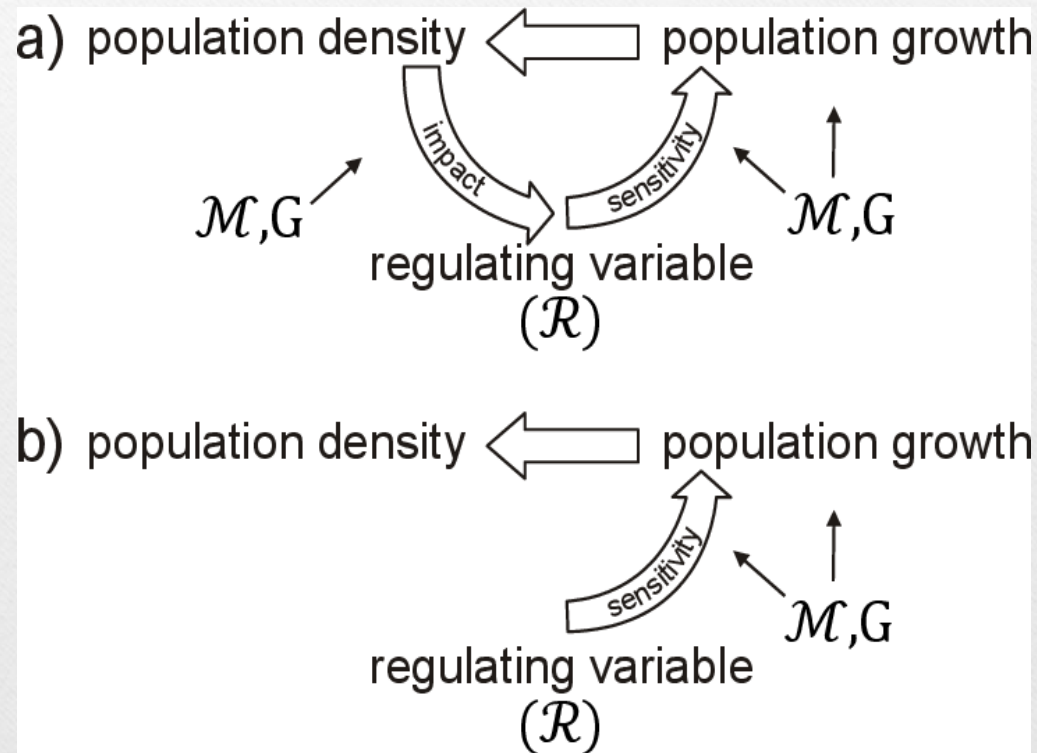 a) population density population growth
impact
sensitivity
ℳ,G
ℳ,G
regulating variable
(ℛ)
b) population density population growth
sensitivity
ℳ,G
regulating variable
(ℛ)